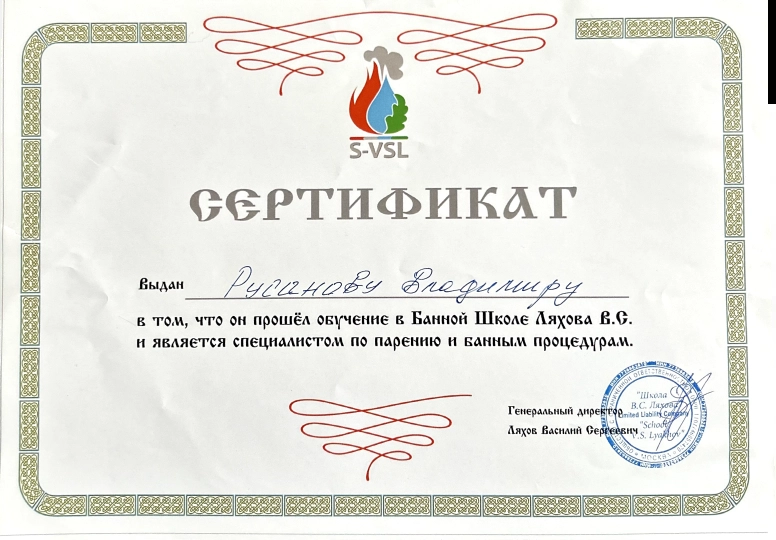 S-VSL
СЕРТИФИКАТ
Выдан Русанову Владимиру
в том, что он прошёл обучение в Банной Школе Ляхова В.С.
и является специалистом по парению и банным процедурам.
Генеральный директор
Ляхов Василий Сергеевич
"Школа
В.С. Ляхова"
Limited Liability Company
"School
V.S. Lyakhov"
МОСКВА